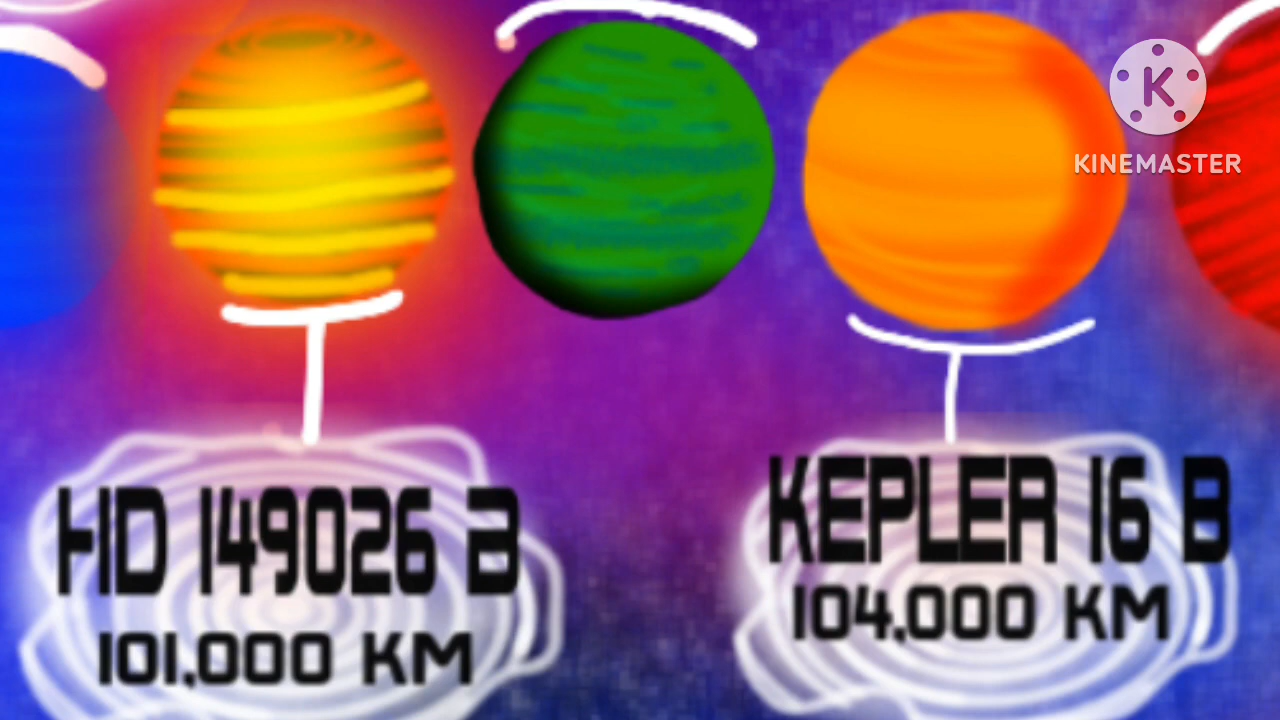 K
KINEMASTER
HD 149026 B
101,000 KM
KEPLER 16 B
104,000 KM